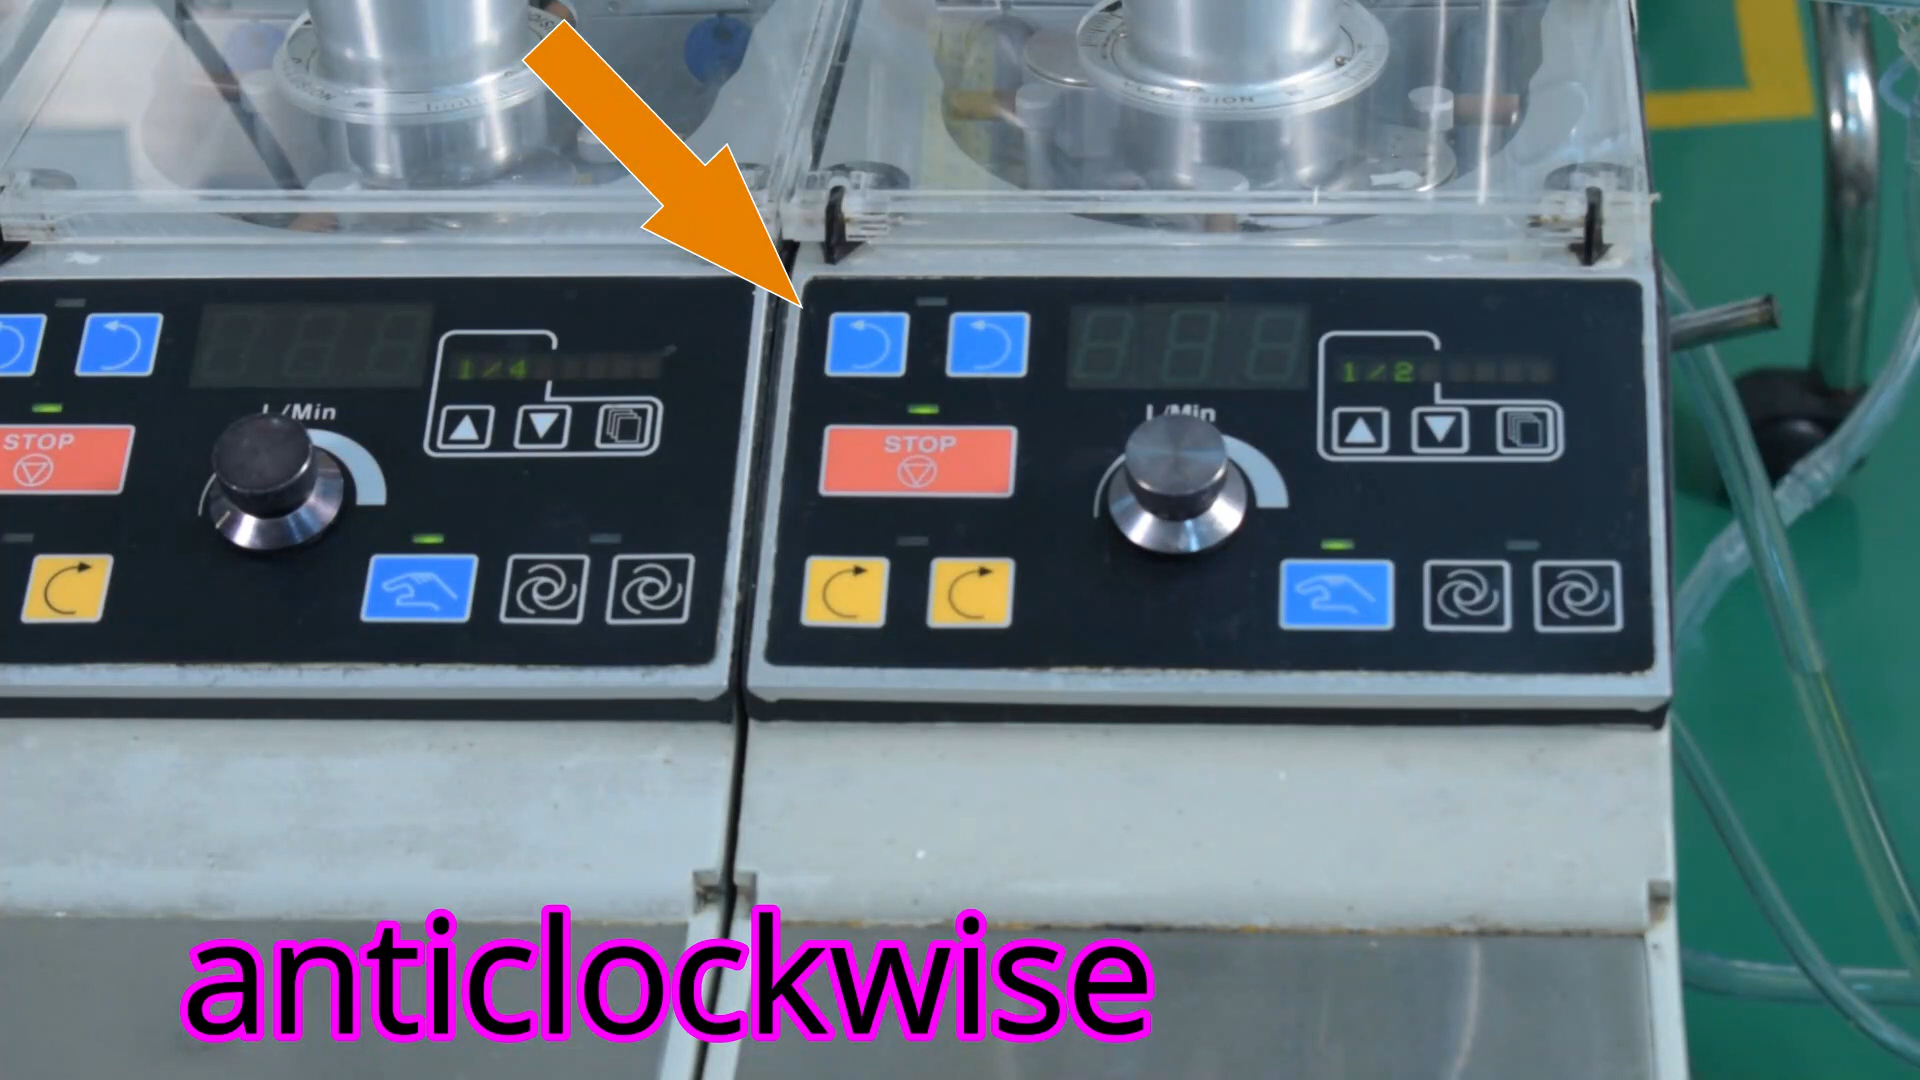 1/4
L/Min
STOP
1/2
L/Min
STOP
anticlockwise